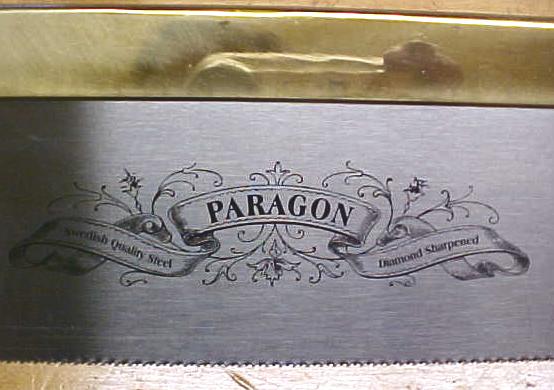 PARAGON
Swedish Quality Steel
Diamond Sharpened